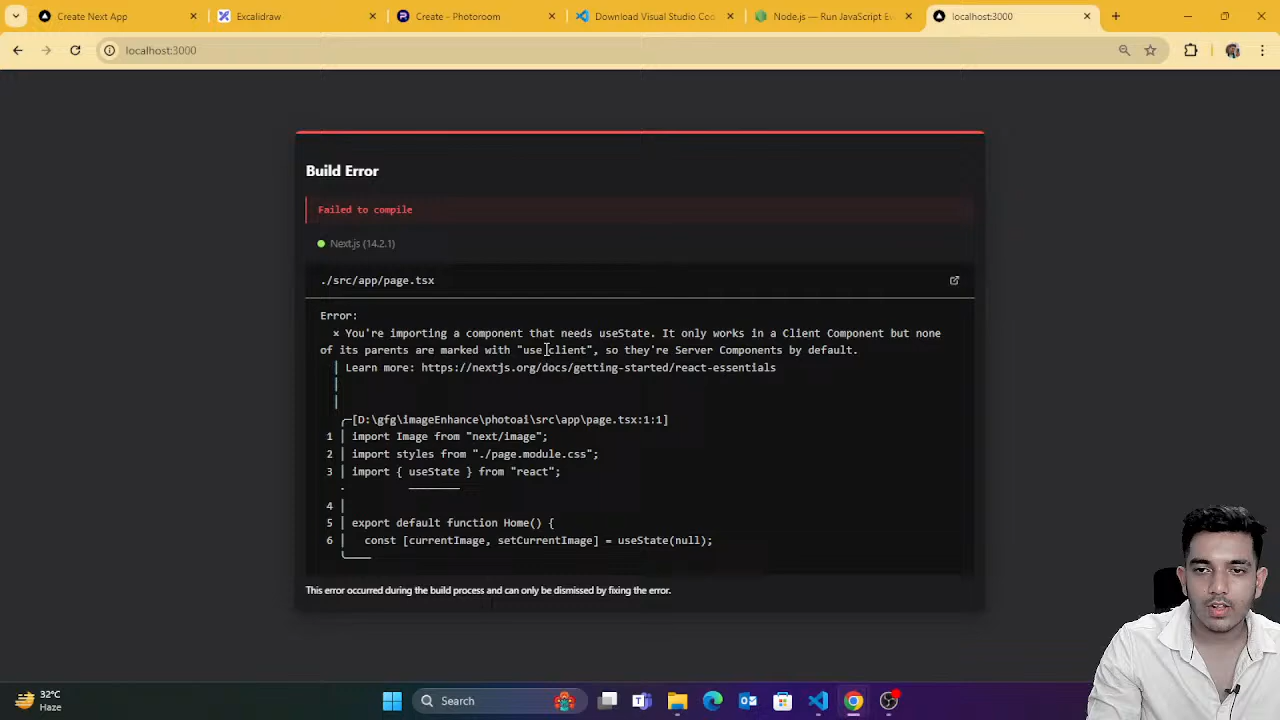 Create Next App
Excalidraw
Create - Photoroom
Download Visual Studio Cod
Node.js — Run JavaScript E
localhost:3000
localhost:3000
Build Error
Failed to compile
Next.js (14.2.1)
./src/app/page.tsx
Error:
× You're importing a component that needs useState. It only works in a Client Component but none
of its parents are marked with "use client", so they're Server Components by default.
| Learn more: https://nextjs.org/docs/getting-started/react-essentials
|
|
╭─[D:\gfg\imageEnhance\photoai\src\app\page.tsx:1:1]
1 | import Image from "next/image";
2 | import styles from "./page.module.css";
3 | import { useState } from "react";
· ────────
4 |
5 | export default function Home() {
6 | const [currentImage, setCurrentImage] = useState(null);
╰────
This error occurred during the build process and can only be dismissed by fixing the error.
32°C
Haze
Search